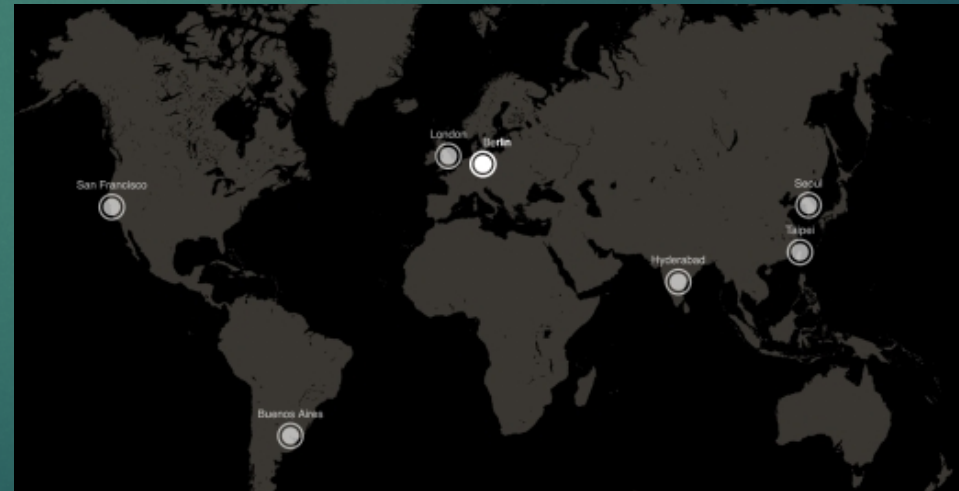 London
Berlin
San Francisco
Seoul
Taipei
Hyderabad
Buenos Aires